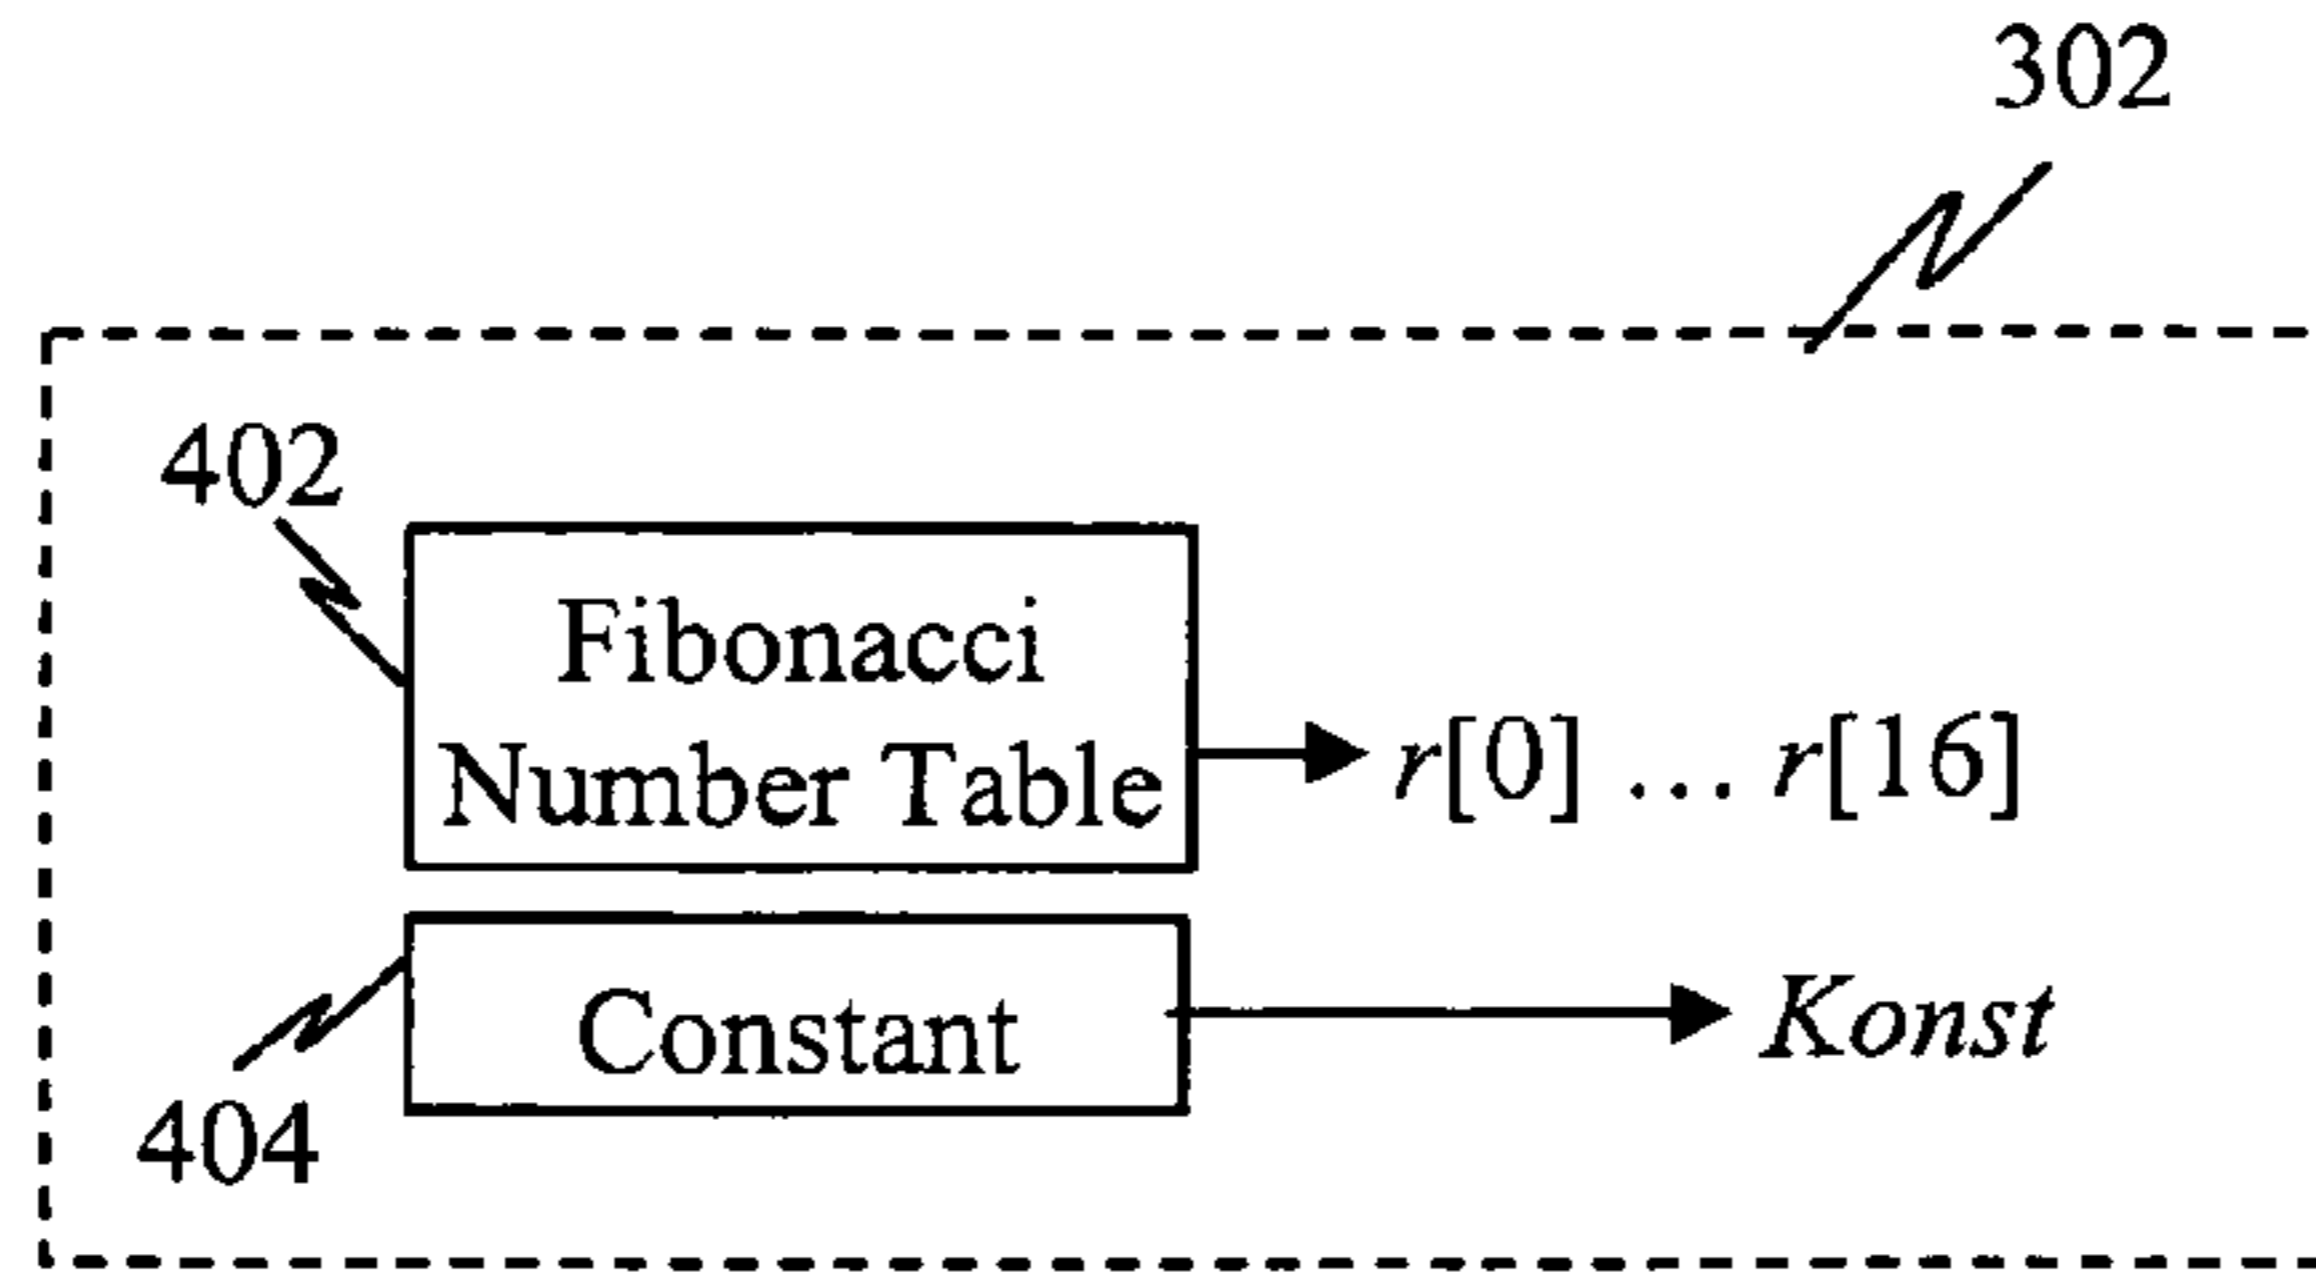 302
402
Fibonacci
Number Table
r[0] ... r[16]
Constant
Konst
404